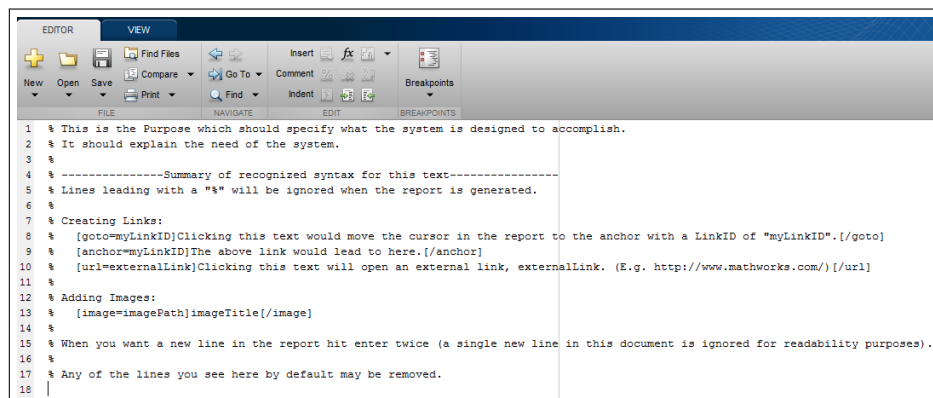 EDITOR VIEW
Find Files Insert fx
New Open Save Compare Go To Comment Breakpoints
Print Find Indent
FILE NAVIGATE EDIT BREAKPOINTS
1 % This is the Purpose which should specify what the system is designed to accomplish.
2 % It should explain the need of the system.
3 %
4 % ---------------Summary of recognized syntax for this text----------------
5 % Lines leading with a "%" will be ignored when the report is generated.
6 %
7 % Creating Links:
8 % [goto=myLinkID]Clicking this text would move the cursor in the report to the anchor with a LinkID of "myLinkID".[/goto]
9 % [anchor=myLinkID]The above link would lead to here.[/anchor]
10 % [url=externalLink]Clicking this text will open an external link, externalLink. (E.g. http://www.mathworks.com/)[/url]
11 %
12 % Adding Images:
13 % [image=imagePath]imageTitle[/image]
14 %
15 % When you want a new line in the report hit enter twice (a single new line in this document is ignored for readability purposes).
16 %
17 % Any of the lines you see here by default may be removed.
18